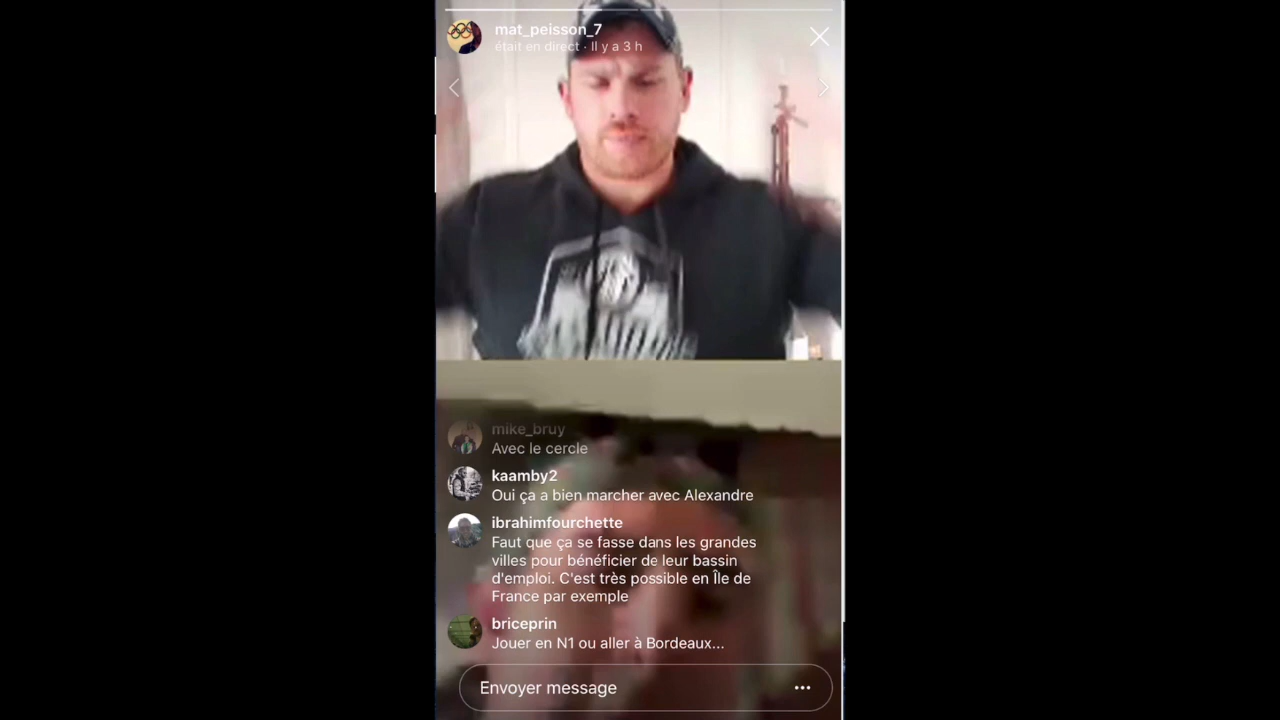 mat_peisson_7
était en direct · Il y a 3 h
mike_bruy
Avec le cercle
kaamby2
Oui ça a bien marcher avec Alexandre
ibrahimfourchette
Faut que ça se fasse dans les grandes
villes pour bénéficier de leur bassin
d'emploi. C'est très possible en Île de
France par exemple
briceprin
Jouer en N1 ou aller à Bordeaux...
Envoyer message